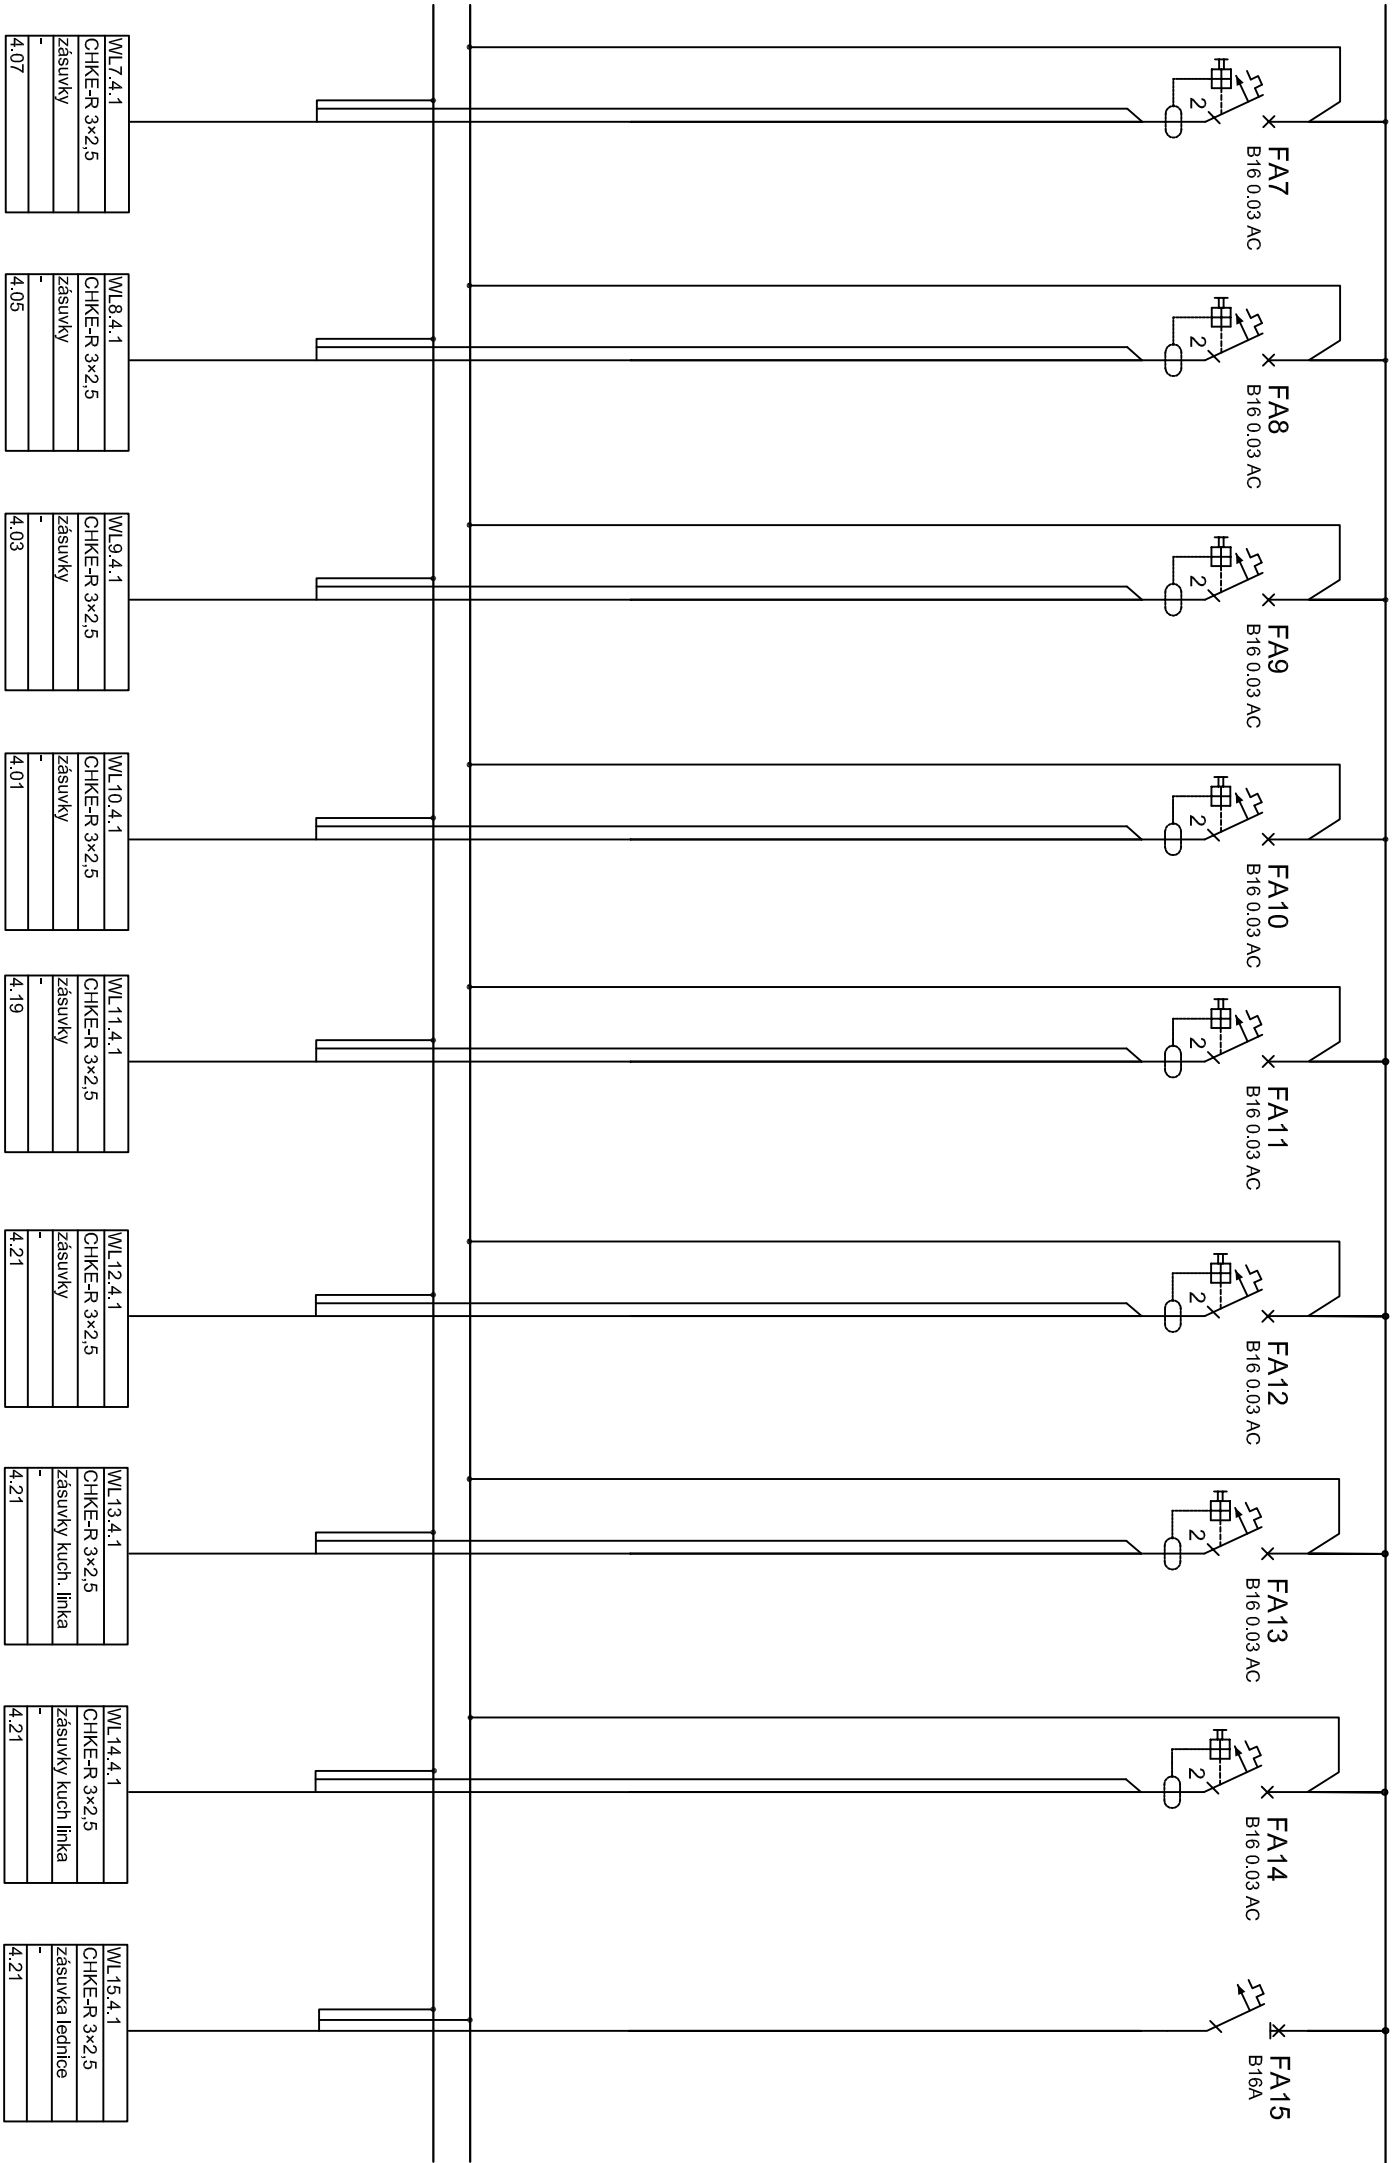 FA7
B16 0.03 AC
2
WL7.4.1
CHKE-R 3×2,5
zásuvky
-
4.07
FA8
B16 0.03 AC
2
WL8.4.1
CHKE-R 3×2,5
zásuvky
-
4.05
FA9
B16 0.03 AC
2
WL9.4.1
CHKE-R 3×2,5
zásuvky
-
4.03
FA10
B16 0.03 AC
2
WL10.4.1
CHKE-R 3×2,5
zásuvky
-
4.01
FA11
B16 0.03 AC
2
WL11.4.1
CHKE-R 3×2,5
zásuvky
-
4.19
FA12
B16 0.03 AC
2
WL12.4.1
CHKE-R 3×2,5
zásuvky
-
4.21
FA13
B16 0.03 AC
2
WL13.4.1
CHKE-R 3×2,5
zásuvky kuch. linka
-
4.21
FA14
B16 0.03 AC
2
WL14.4.1
CHKE-R 3×2,5
zásuvky kuch linka
-
4.21
FA15
B16A
WL15.4.1
CHKE-R 3×2,5
zásuvka lednice
-
4.21